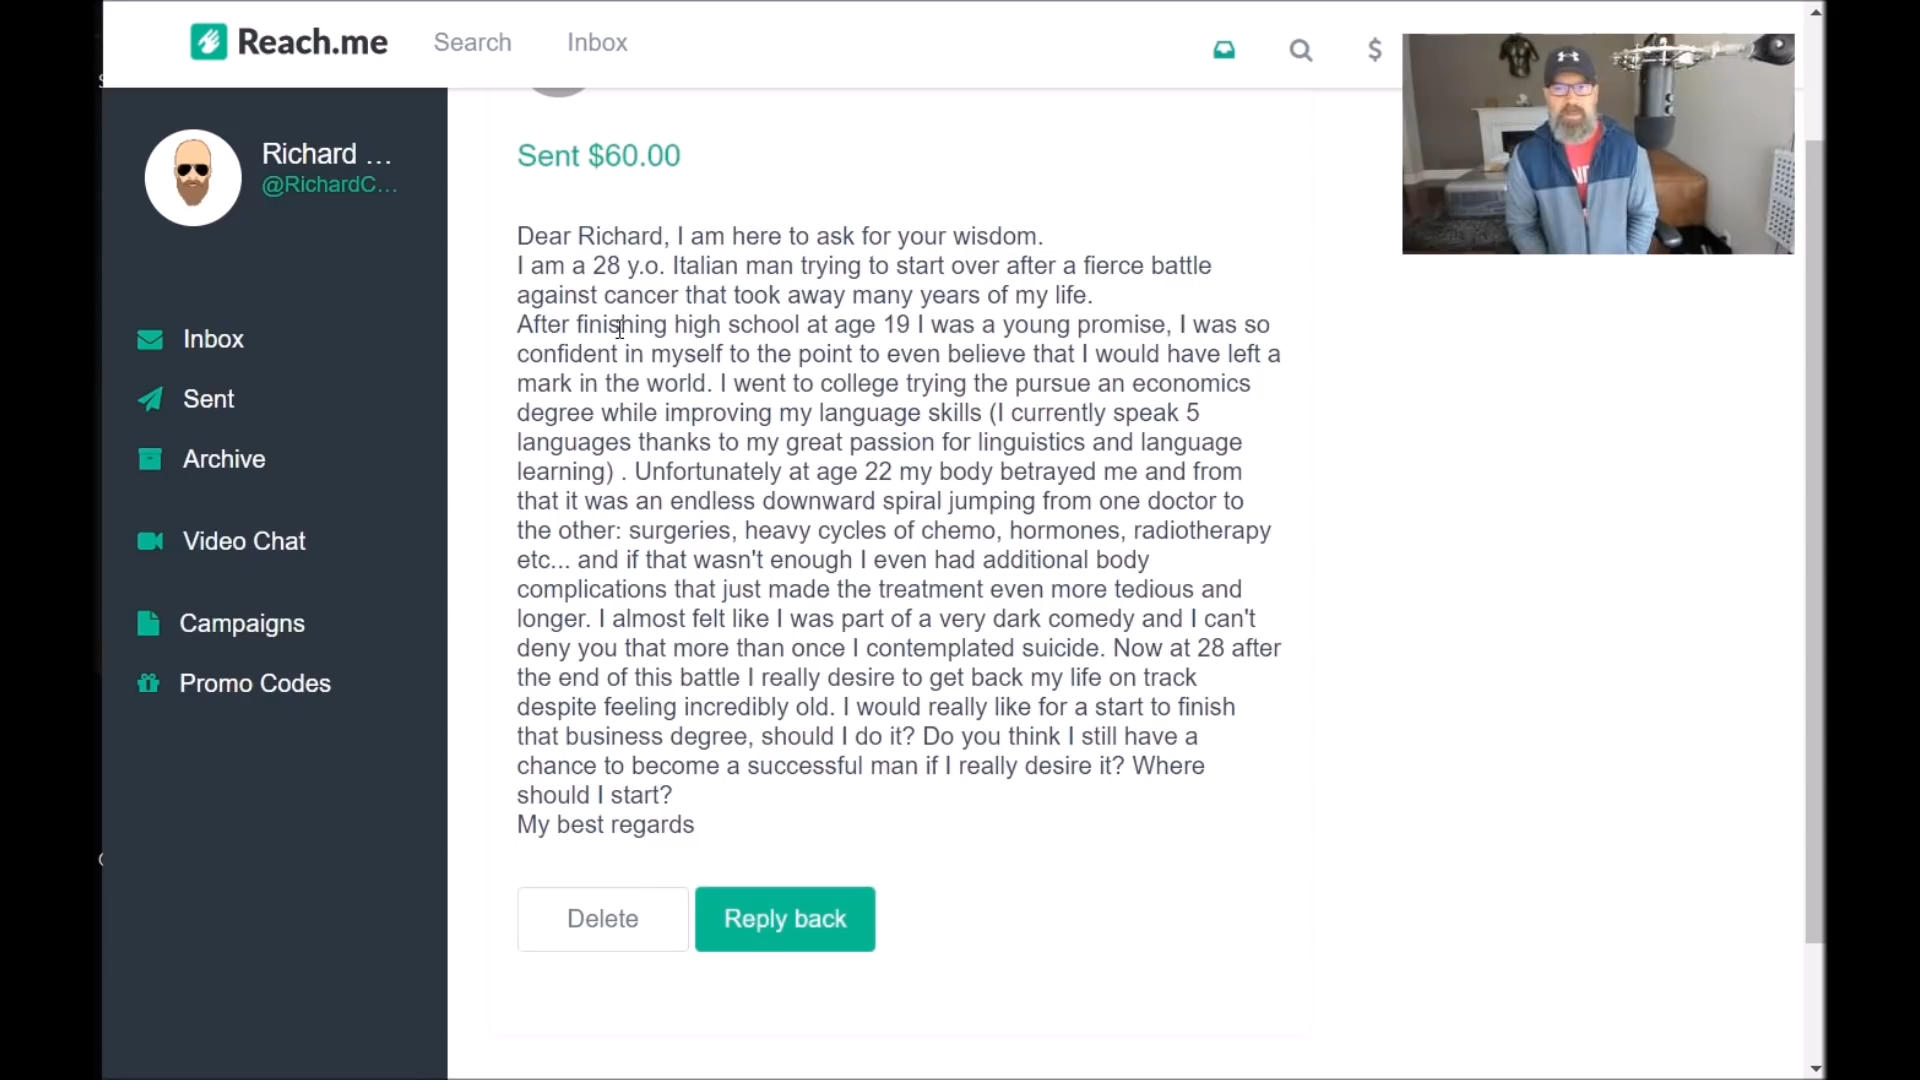 Reach.me
Search
Inbox
$
Richard ...
@RichardC...
Inbox
Sent
Archive
Video Chat
Campaigns
Promo Codes
Sent $60.00
Dear Richard, I am here to ask for your wisdom.
I am a 28 y.o. Italian man trying to start over after a fierce battle
against cancer that took away many years of my life.
After finishing high school at age 19 I was a young promise, I was so
confident in myself to the point to even believe that I would have left a
mark in the world. I went to college trying the pursue an economics
degree while improving my language skills (I currently speak 5
languages thanks to my great passion for linguistics and language
learning) . Unfortunately at age 22 my body betrayed me and from
that it was an endless downward spiral jumping from one doctor to
the other: surgeries, heavy cycles of chemo, hormones, radiotherapy
etc... and if that wasn't enough I even had additional body
complications that just made the treatment even more tedious and
longer. I almost felt like I was part of a very dark comedy and I can't
deny you that more than once I contemplated suicide. Now at 28 after
the end of this battle I really desire to get back my life on track
despite feeling incredibly old. I would really like for a start to finish
that business degree, should I do it? Do you think I still have a
chance to become a successful man if I really desire it? Where
should I start?
My best regards
Delete
Reply back